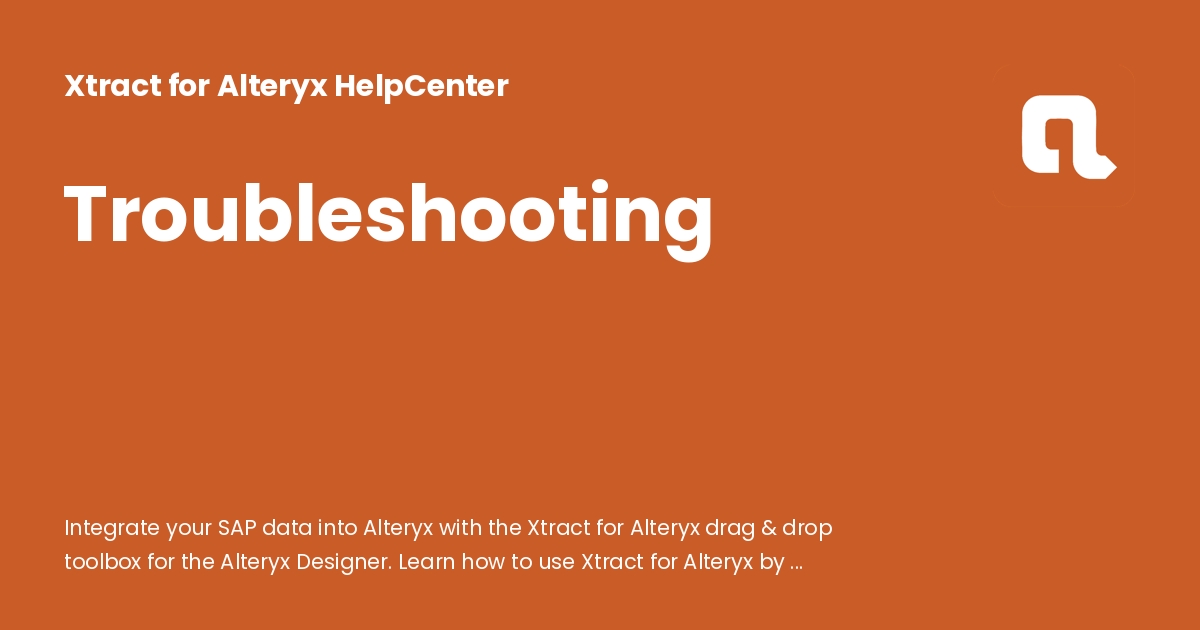 Xtract for Alteryx HelpCenter
Troubleshooting
Integrate your SAP data into Alteryx with the Xtract for Alteryx drag & drop
toolbox for the Alteryx Designer. Learn how to use Xtract for Alteryx by ...